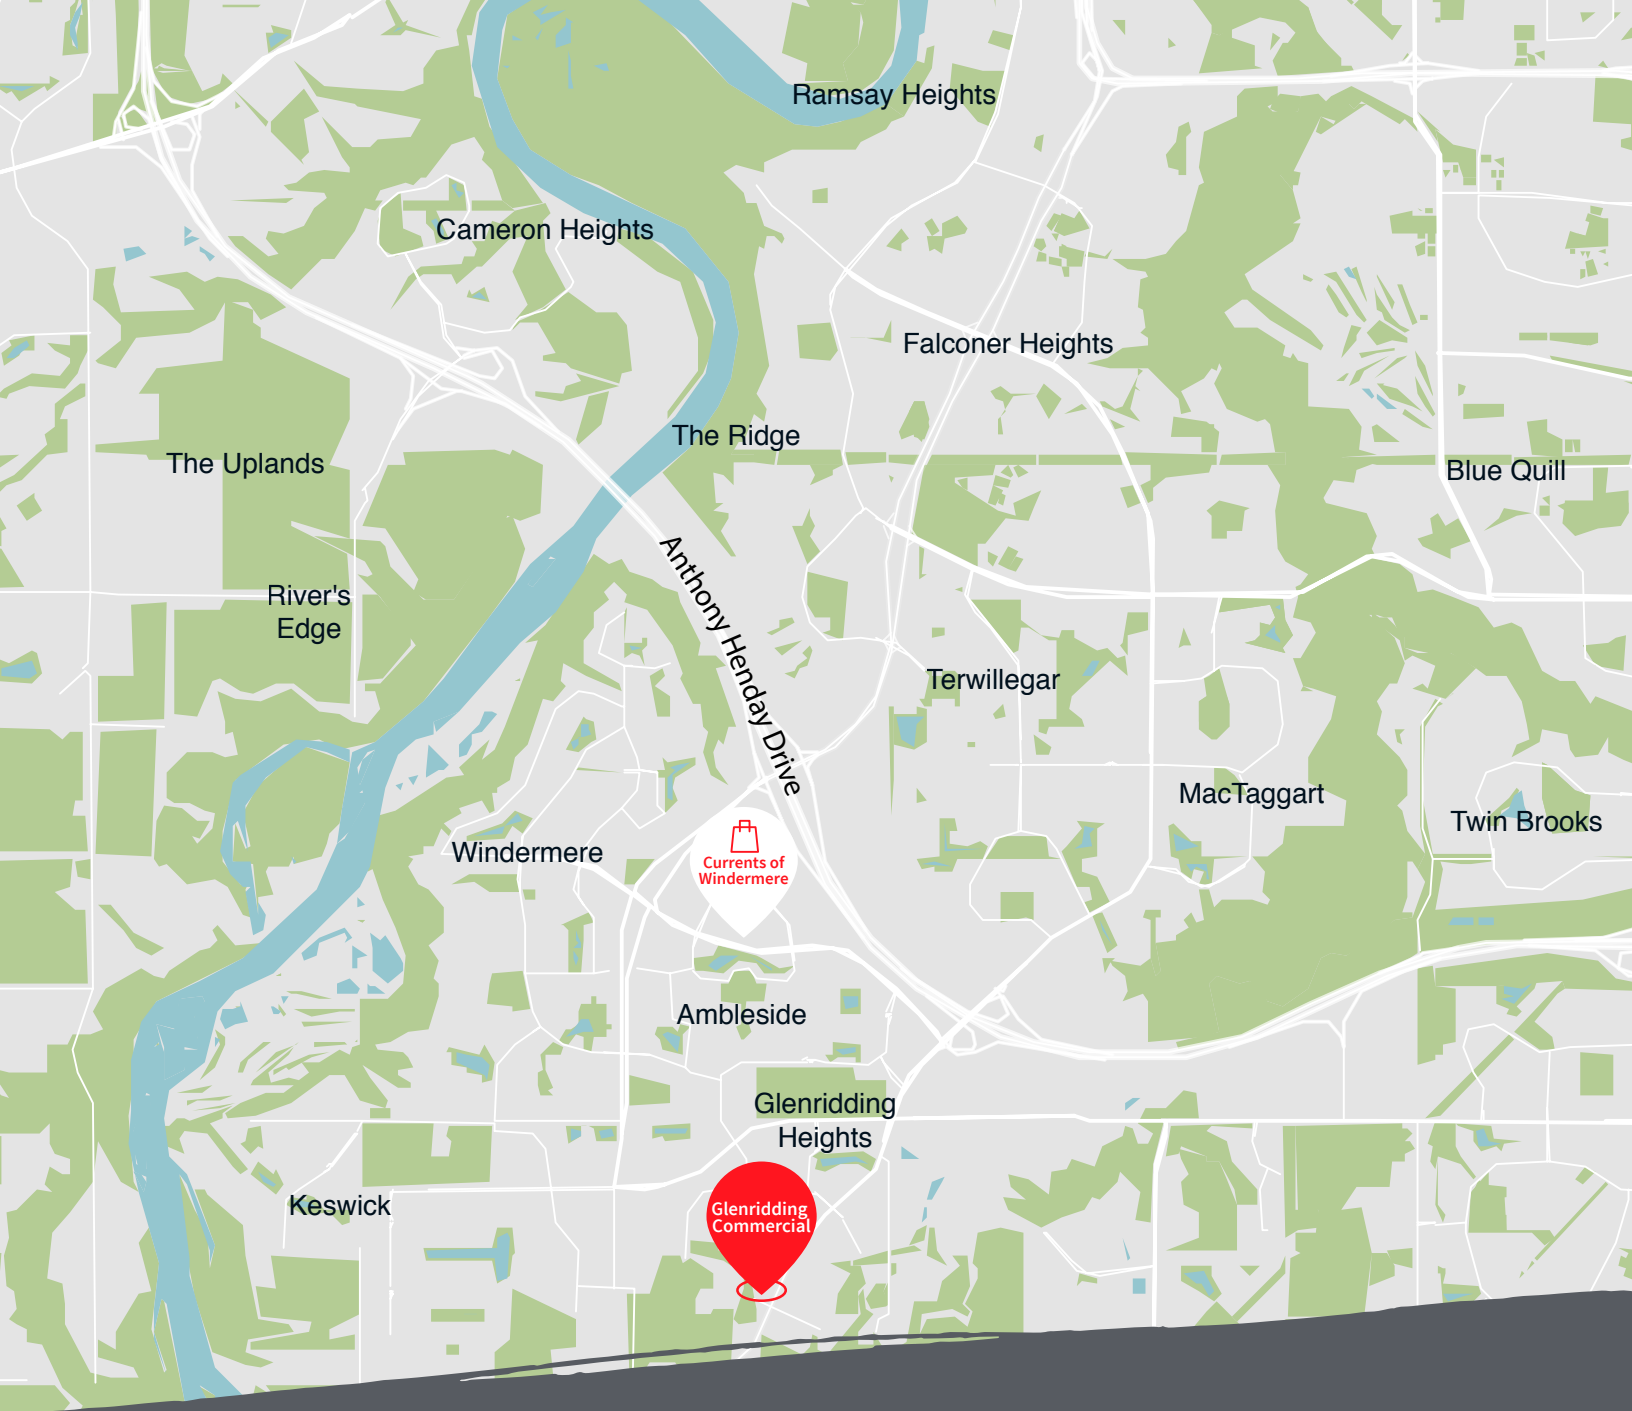 Ramsay Heights
Cameron Heights
Falconer Heights
The Ridge
The Uplands
Blue Quill
Anthony Henday Drive
River's
Edge
Terwillegar
MacTaggart
Twin Brooks
Windermere
Currents of
Windermere
Ambleside
Glenridding
Heights
Keswick
Glenridding
Commercial